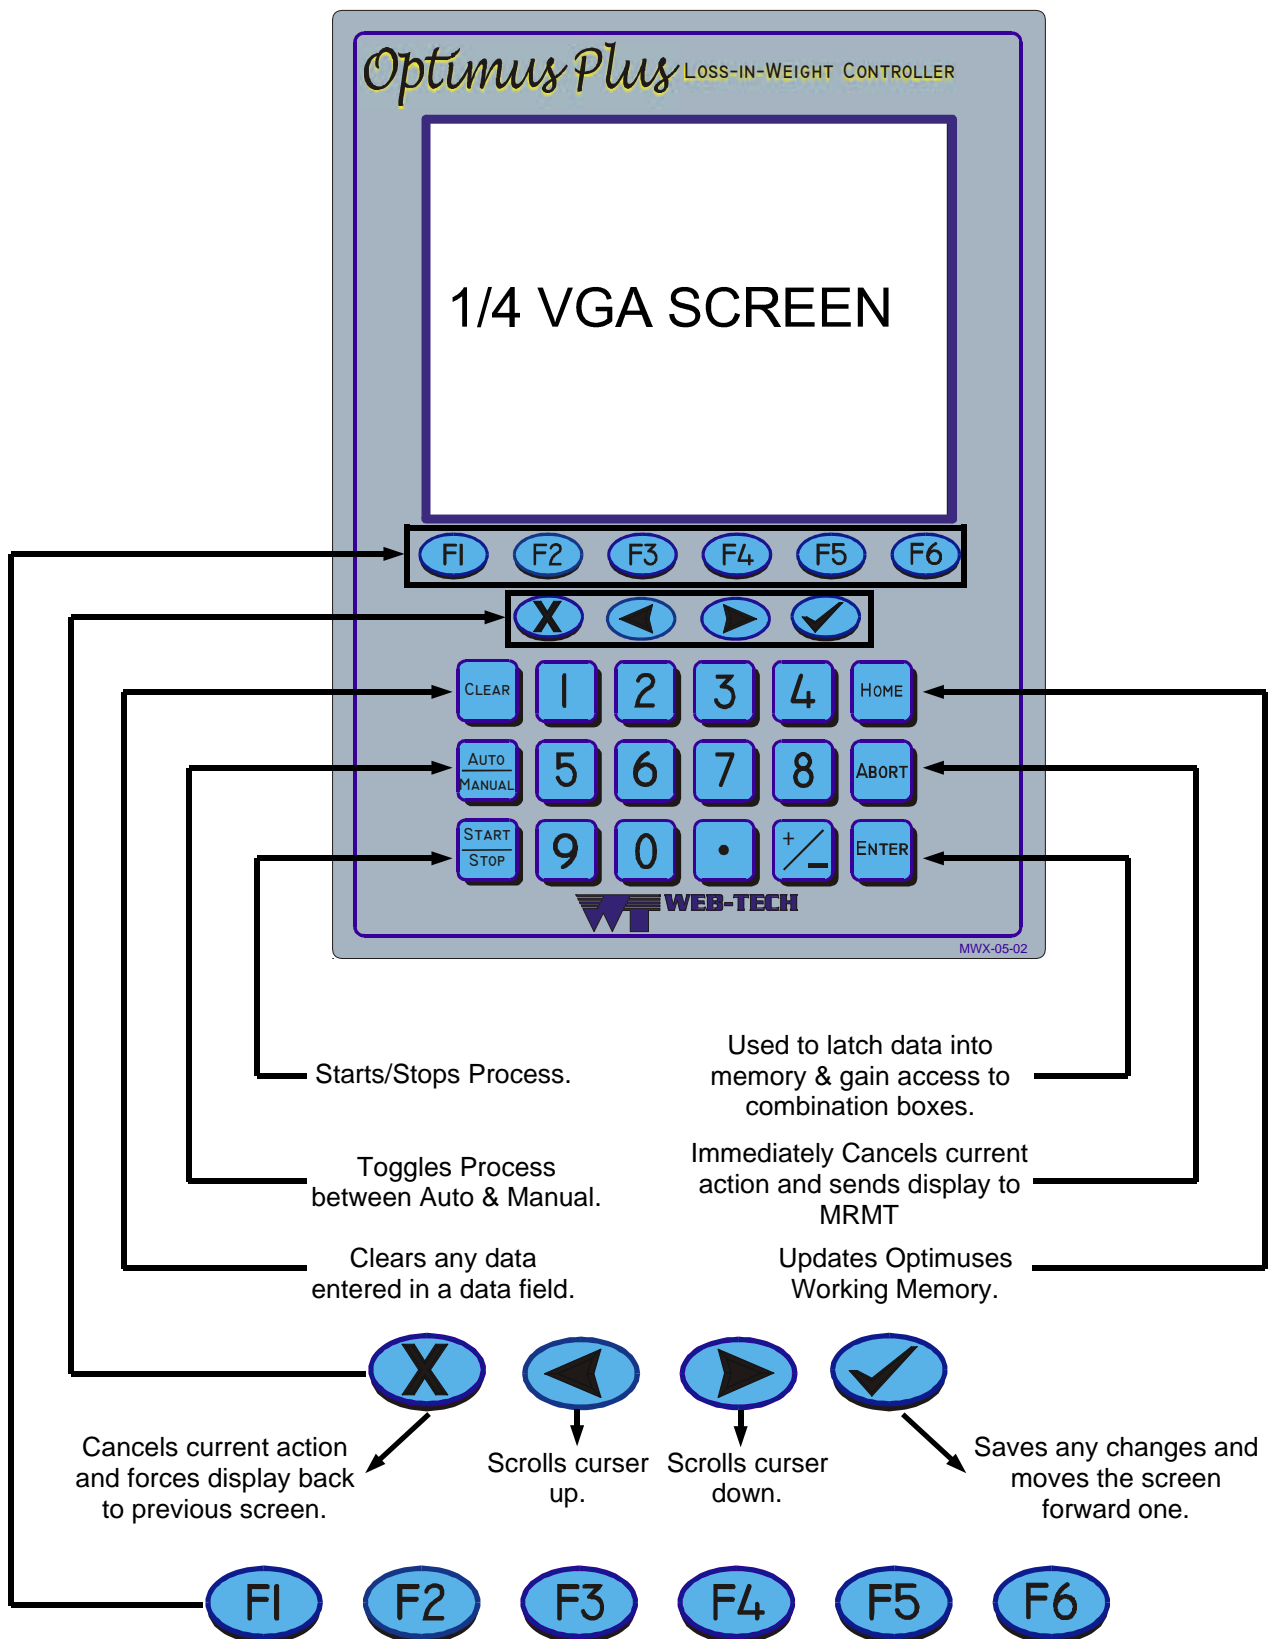 Optimus Plus LOSS-IN-WEIGHT CONTROLLER
1/4 VGA SCREEN
F1 F2 F3 F4 F5 F6
X
CLEAR 1 2 3 4 HOME
AUTO MANUAL 5 6 7 8 ABORT
START STOP 9 0 . +/- ENTER
WT WEB-TECH
MWX-05-02
Starts/Stops Process.
Used to latch data into
memory & gain access to
combination boxes.
Toggles Process
between Auto & Manual.
Immediately Cancels current
action and sends display to
MRMT
Clears any data
entered in a data field.
Updates Optimuses
Working Memory.
X
Cancels current action
and forces display back
to previous screen.
Scrolls curser
up.
Scrolls curser
down.
Saves any changes and
moves the screen
forward one.
F1 F2 F3 F4 F5 F6